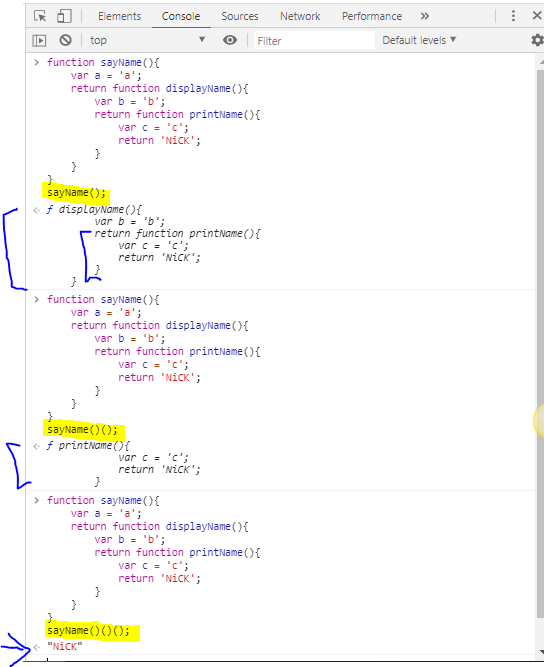 Elements Console Sources Network Performance »
top Filter Default levels
> function sayName(){
var a = 'a';
return function displayName(){
var b = 'b';
return function printName(){
var c = 'c';
return 'NiCK';
}
}
}
sayName();
ƒ displayName(){
var b = 'b';
return function printName(){
var c = 'c';
return 'NiCK';
}
}
> function sayName(){
var a = 'a';
return function displayName(){
var b = 'b';
return function printName(){
var c = 'c';
return 'NiCK';
}
}
}
sayName()();
ƒ printName(){
var c = 'c';
return 'NiCK';
}
> function sayName(){
var a = 'a';
return function displayName(){
var b = 'b';
return function printName(){
var c = 'c';
return 'NiCK';
}
}
}
sayName()()();
"NiCK"